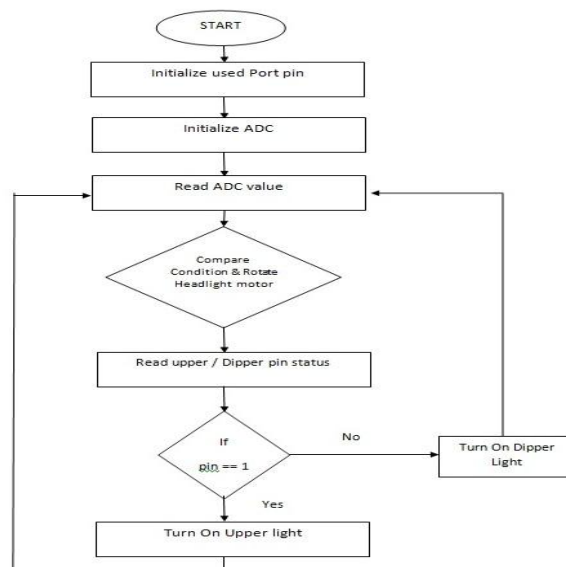 START
Initialize used Port pin
Initialize ADC
Read ADC value
Compare
Condition & Rotate
Headlight motor
Read upper / Dipper pin status
If
pin == 1
No
Turn On Dipper
Light
Yes
Turn On Upper light